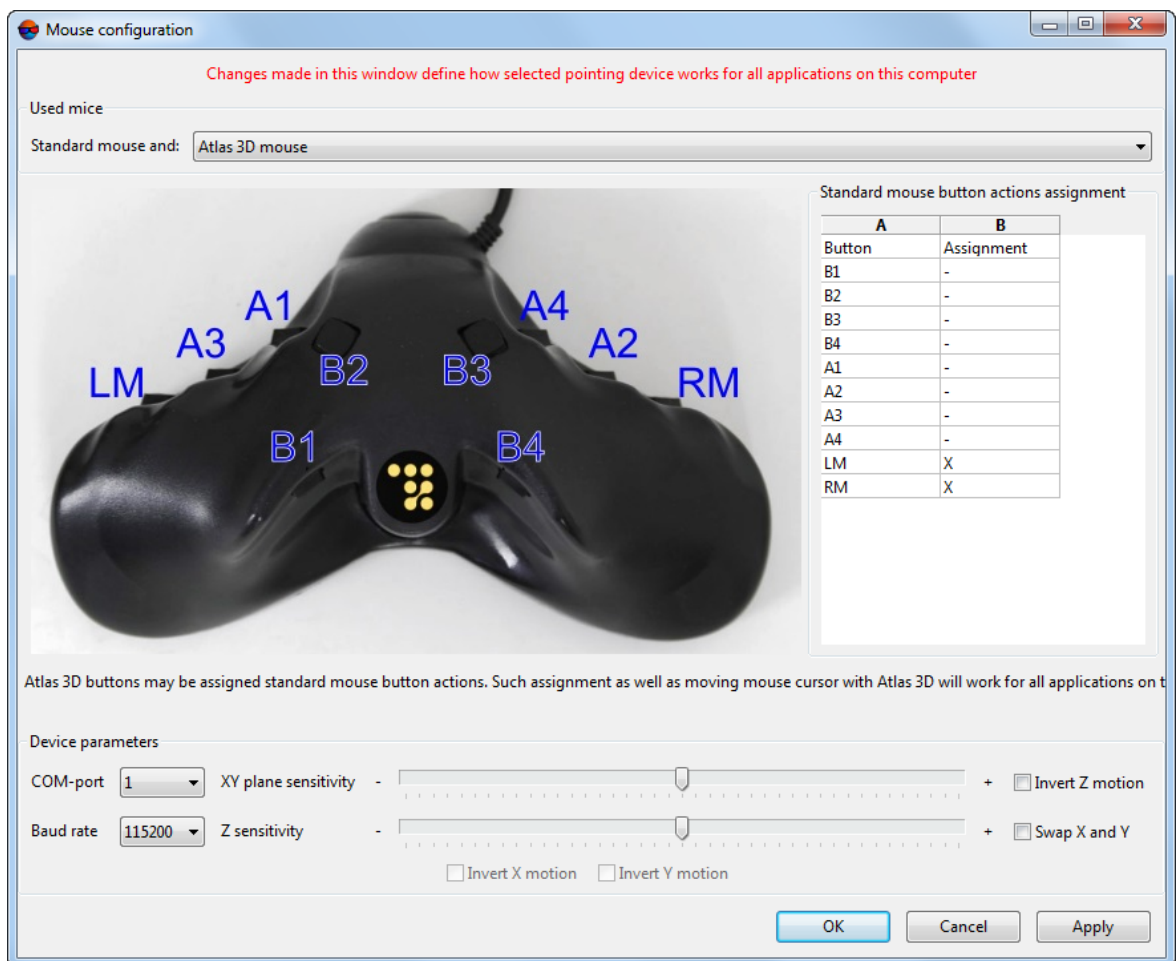 Mouse configuration
Changes made in this window define how selected pointing device works for all applications on this computer
Used mice
Standard mouse and: Atlas 3D mouse
Standard mouse button actions assignment
A B
Button Assignment
B1 -
B2 -
B3 -
B4 -
A1 -
A2 -
A3 -
A4 -
LM X
RM X
A1 A4
A3 A2
B2 B3
LM RM
B1 B4
Atlas 3D buttons may be assigned standard mouse button actions. Such assignment as well as moving mouse cursor with Atlas 3D will work for all applications on t
Device parameters
COM-port 1 XY plane sensitivity - + Invert Z motion
Baud rate 115200 Z sensitivity - + Swap X and Y
Invert X motion Invert Y motion
OK Cancel Apply